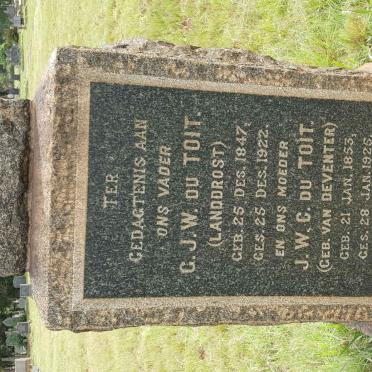 TER
GEDAGTENIS AAN
ONS VADER
C.J.W. DU TOIT.
(LANDDROST)
GEB. 25 DES. 1847.
GES. 25 DES. 1922.
EN ONS MOEDER
J.W.C. DU TOIT.
(GEB. VAN DEVENTER)
GEB. 21 JAN. 1853.
GES. 28 JAN. 1925.